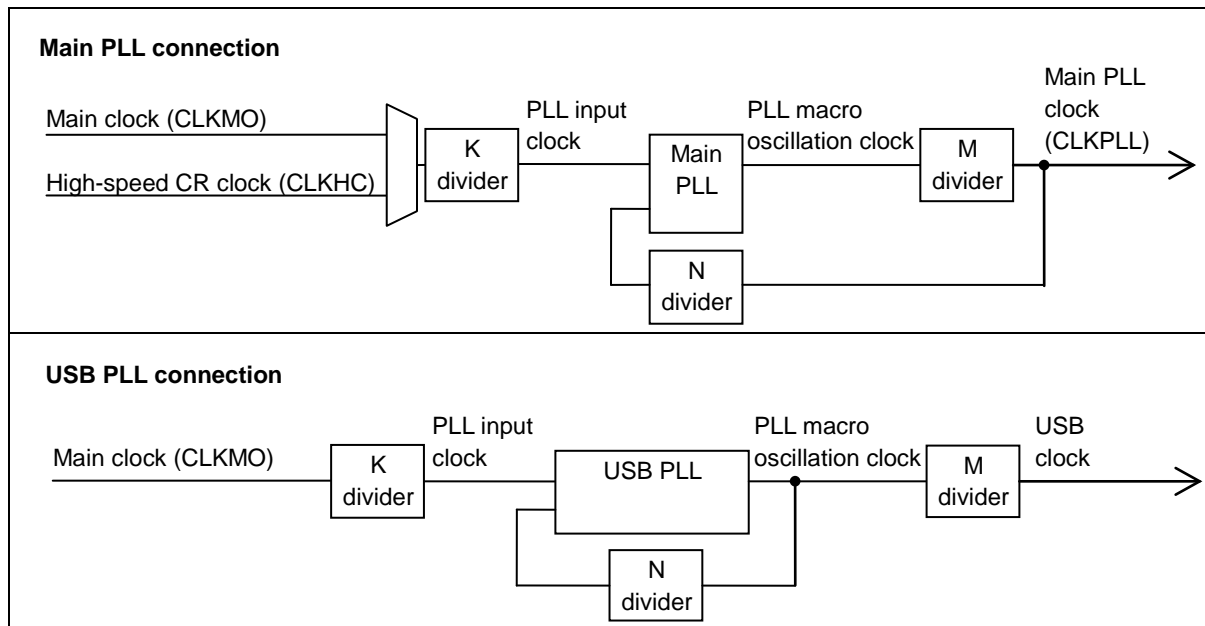 Main PLL connection
Main clock (CLKMO)
High-speed CR clock (CLKHC)
K
divider
PLL input
clock
Main
PLL
PLL macro
oscillation clock
M
divider
Main PLL
clock
(CLKPLL)
N
divider
USB PLL connection
Main clock (CLKMO)
K
divider
PLL input
clock
USB PLL
PLL macro
oscillation clock
M
divider
USB
clock
N
divider